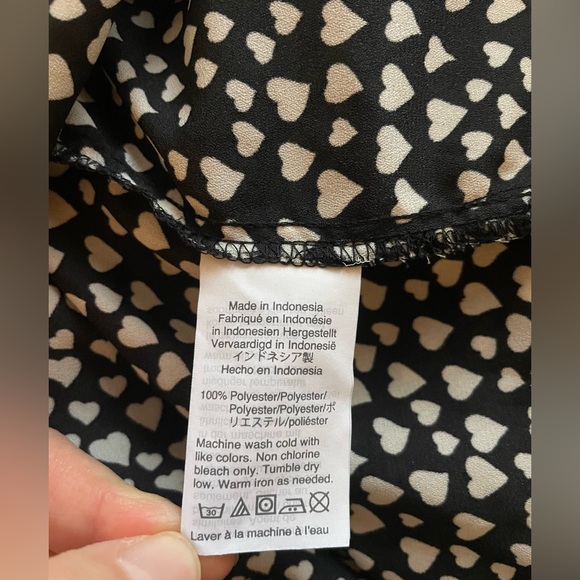 Made in Indonesia
Fabriqué en Indonésie
in Indonesien Hergestellt
Vervaardigd in Indonesië
インドネシア製
Hecho en Indonesia
100% Polyester/Polyester/
Polyester/Polyester/ポ
リエステル/poliéster
Machine wash cold with
like colors. Non chlorine
bleach only. Tumble dry
low. Warm iron as needed.
30
Laver à la machine à l'eau